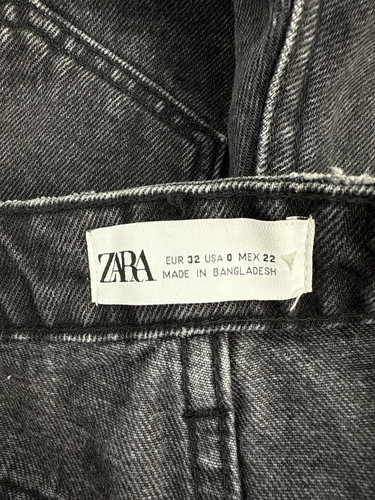 ZARA
EUR 32 USA 0 MEX 22
MADE IN BANGLADESH